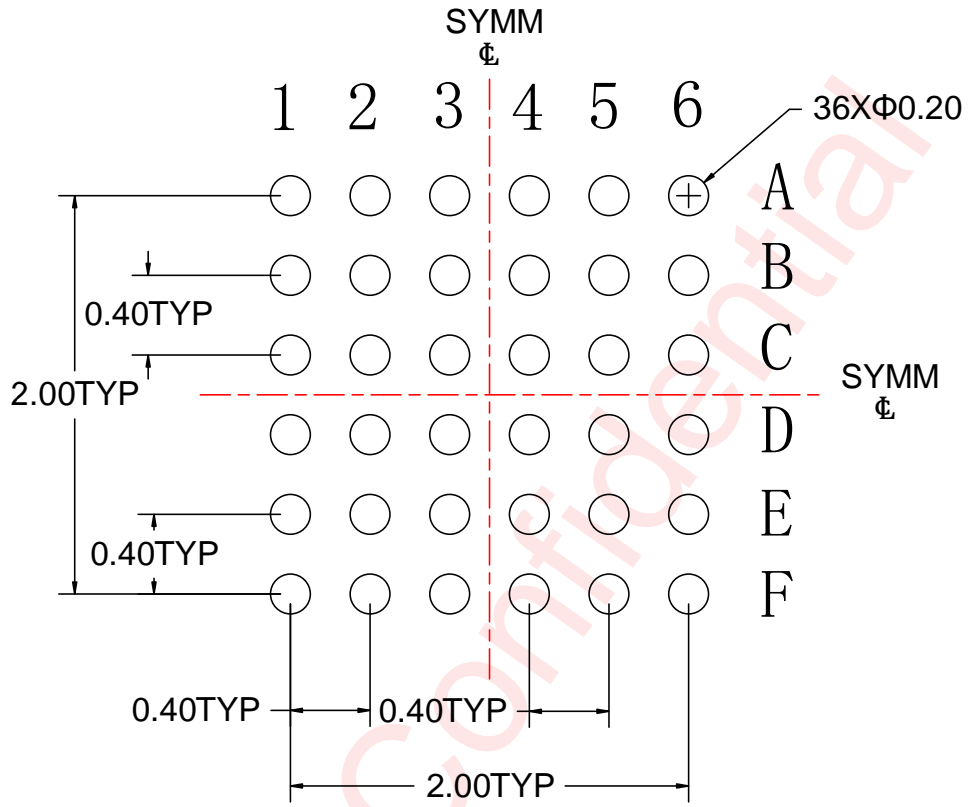 SYMM
℄
1 2 3 4 5 6
36XΦ0.20
A
B
0.40TYP
C
2.00TYP
SYMM
℄
D
E
0.40TYP
F
0.40TYP
0.40TYP
2.00TYP
Confidential